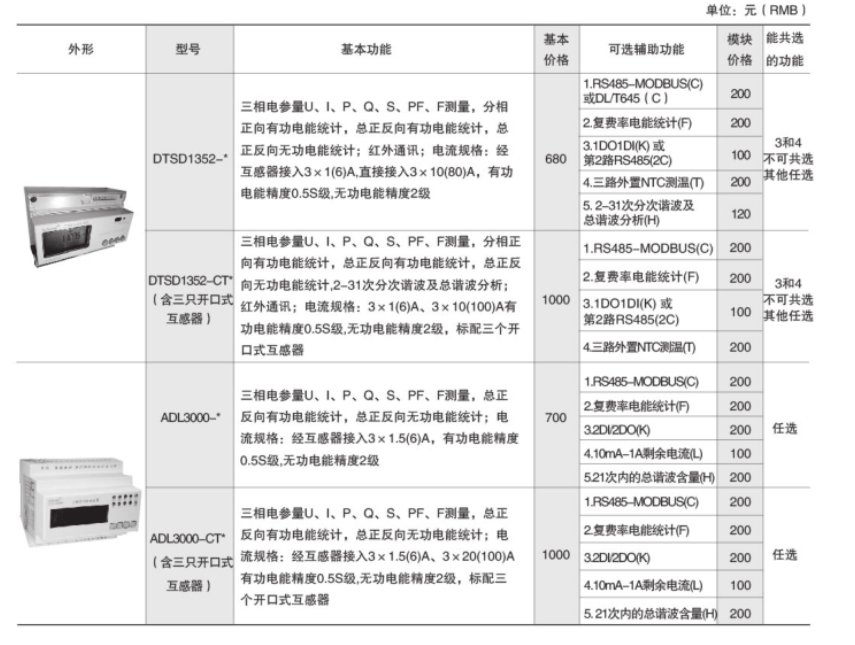 单位：元（RMB）
外形
型号
基本功能
基本
价格
可选辅助功能
模块
价格
能共选
的功能
DTSD1352-*
三相电参量U、I、P、Q、S、PF、F测量，分相
正向有功电能统计，总正反向有功电能统计，总
正反向无功电能统计；红外通讯；电流规格：经
互感器接入3×1(6)A,直接接入3×10(80)A，有功
电能精度0.5S级,无功电能精度2级
680
1.RS485-MODBUS(C)
或DL/T645（C）
200
2.复费率电能统计(F)
200
3.1DO1DI(K) 或
第2路RS485(2C)
100
4.三路外置NTC测温(T)
200
5. 2-31次分次谐波及
总谐波分析(H)
120
3和4
不可共选
其他任选
DTSD1352-CT*
（含三只开口式
互感器）
三相电参量U、I、P、Q、S、PF、F测量，分相正
向有功电能统计，总正反向有功电能统计，总正反
向无功电能统计,2-31次分次谐波及总谐波分析；
红外通讯；电流规格：3×1(6)A、3×10(100)A有
功电能精度0.5S级,无功电能精度2级，标配三个开
口式互感器
1000
1.RS485-MODBUS(C)
200
2.复费率电能统计(F)
200
3.1DO1DI(K) 或
第2路RS485(2C)
100
4.三路外置NTC测温(T)
200
3和4
不可共选
其他任选
ADL3000-*
三相电参量U、I、P、Q、S、PF、F测量，总正
反向有功电能统计，总正反向无功电能统计；电
流规格：经互感器接入3×1.5(6)A，有功电能精度
0.5S级,无功电能精度2级
700
1.RS485-MODBUS(C)
200
2.复费率电能统计(F)
200
3.2DI/2DO(K)
200
4.10mA-1A剩余电流(L)
100
5.21次内的总谐波含量(H)
200
任选
ADL3000-CT*
（含三只开口式
互感器）
三相电参量U、I、P、Q、S、PF、F测量，总正
反向有功电能统计，总正反向无功电能统计；电
流规格：经互感器接入3×1.5(6)A、3×20(100)A
有功电能精度0.5S级,无功电能精度2级，标配三
个开口式互感器
1000
1.RS485-MODBUS(C)
200
2.复费率电能统计(F)
200
3.2DI/2DO(K)
200
4.10mA-1A剩余电流(L)
100
5.21次内的总谐波含量(H)
200
任选